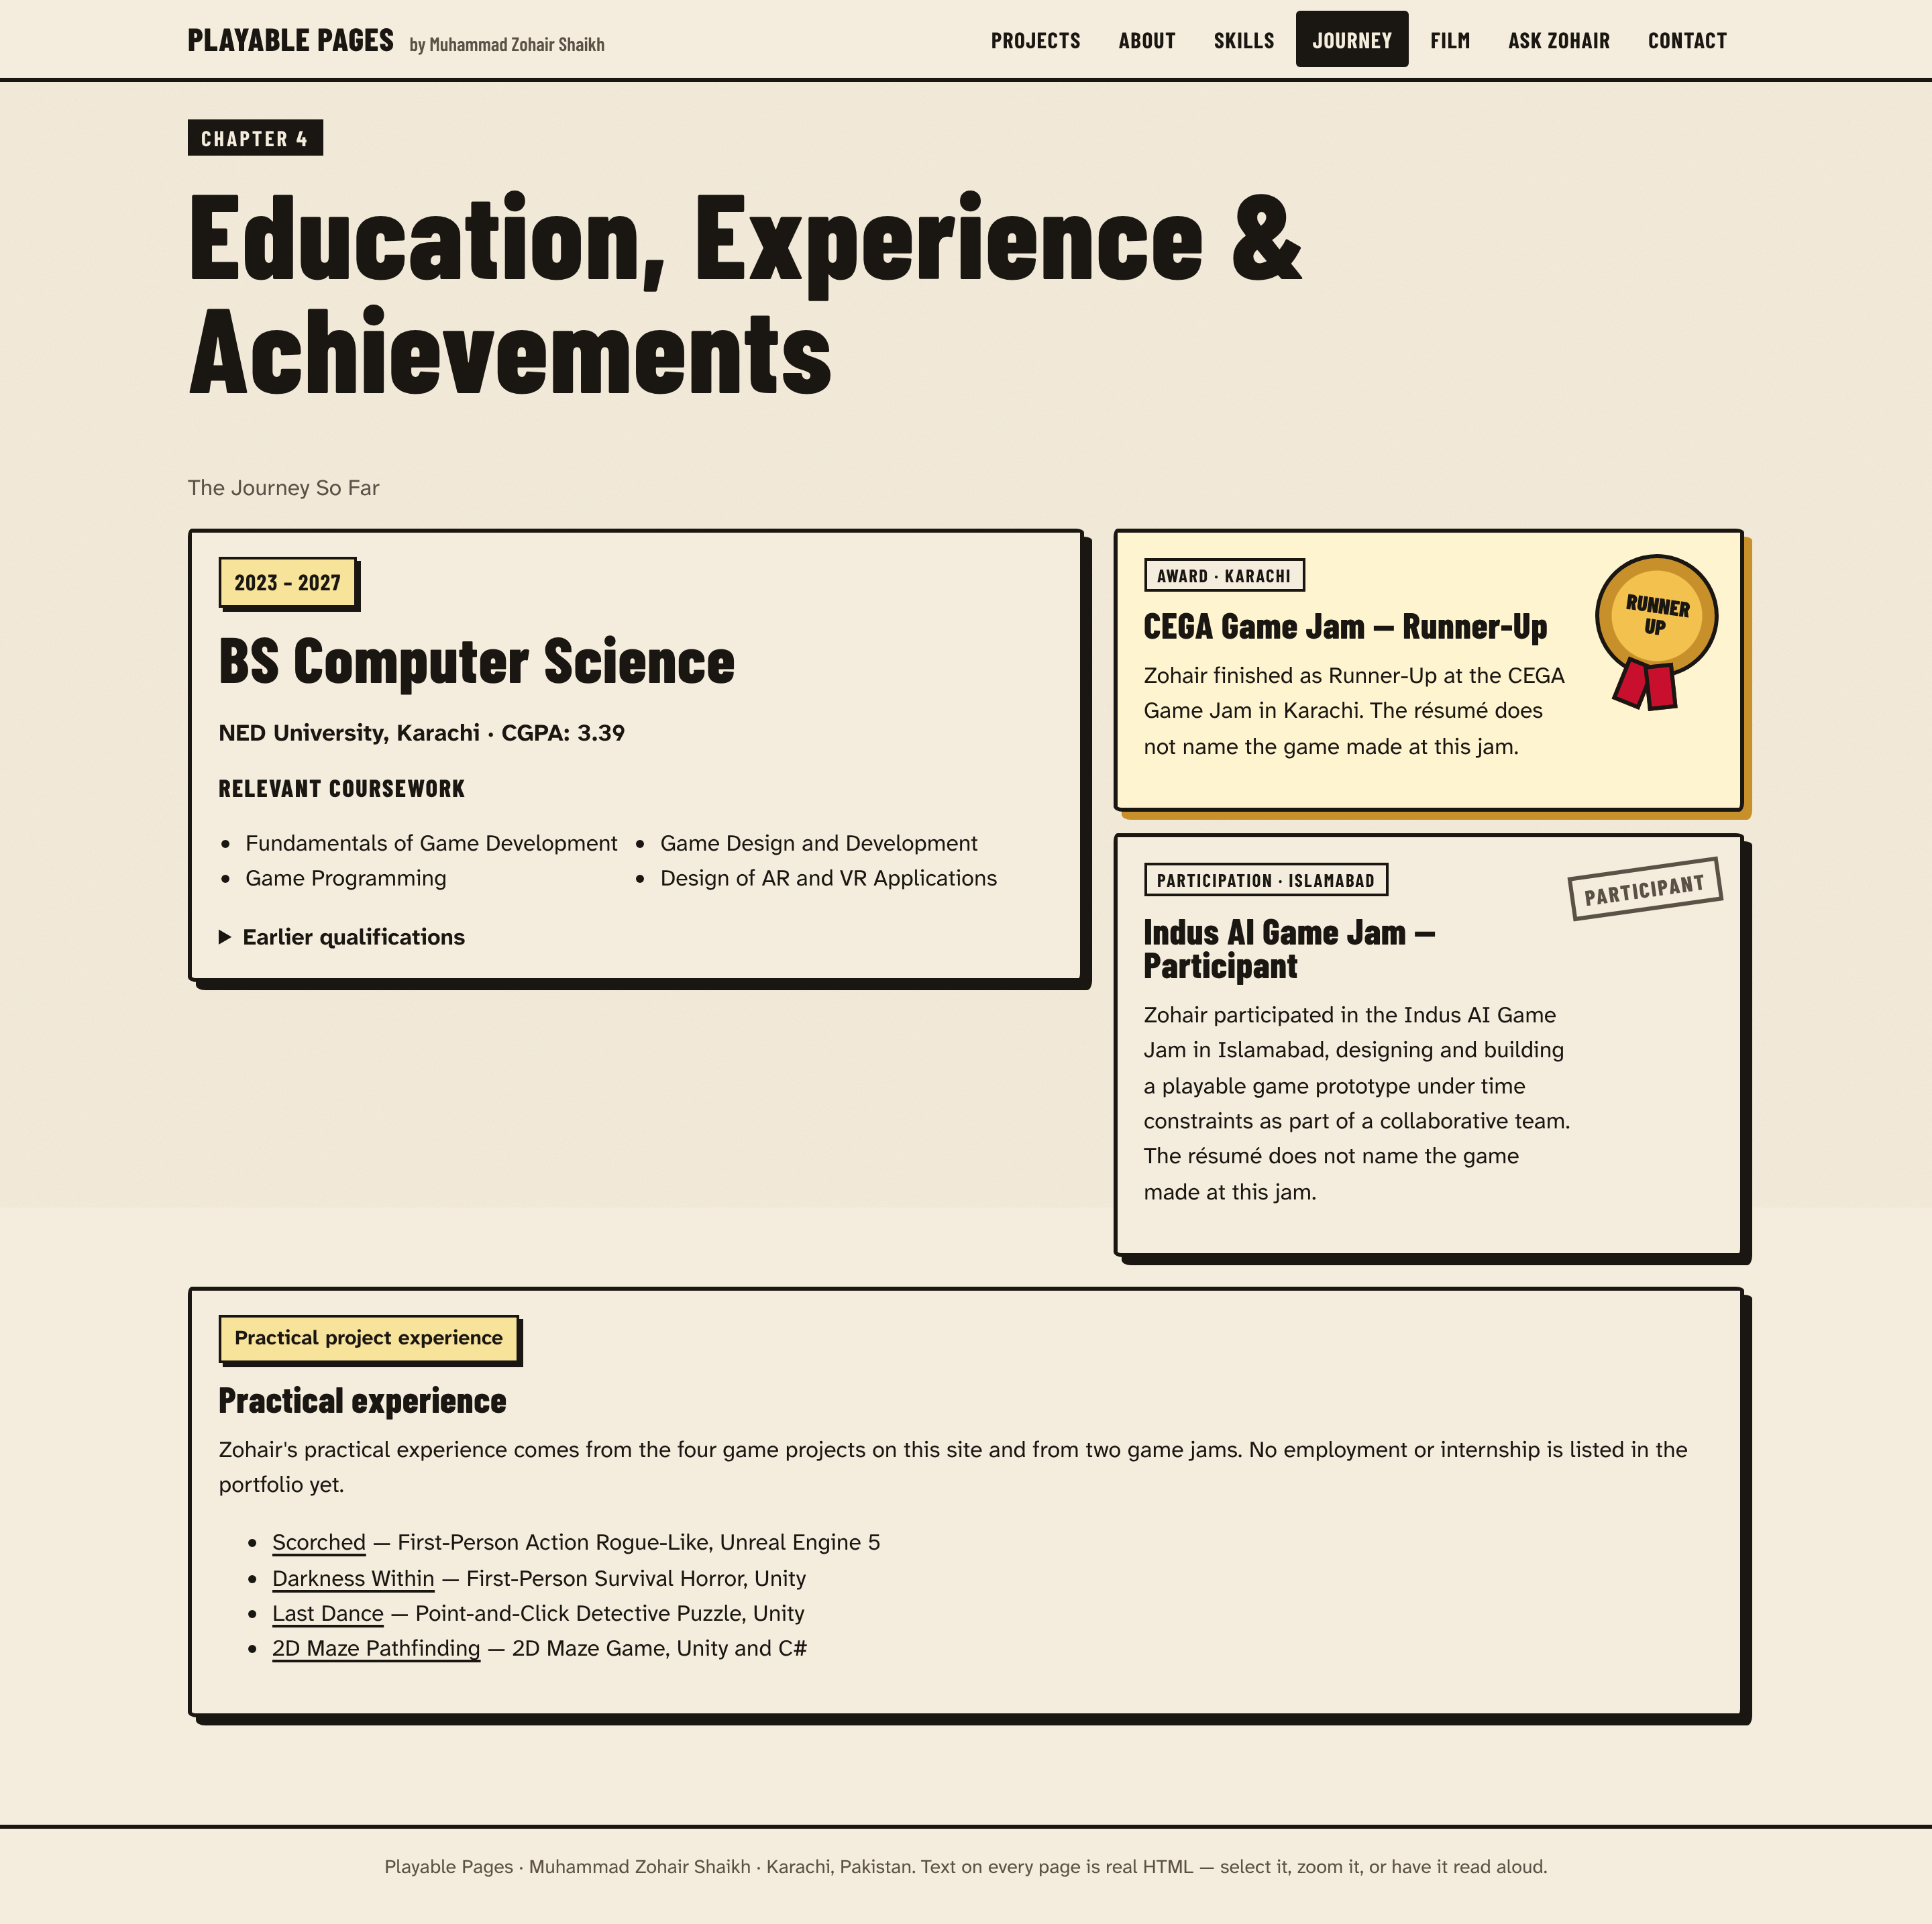 PLAYABLE PAGES by Muhammad Zohair Shaikh
PROJECTS ABOUT SKILLS JOURNEY FILM ASK ZOHAIR CONTACT
CHAPTER 4
Education, Experience &
Achievements
The Journey So Far
2023 – 2027
BS Computer Science
NED University, Karachi · CGPA: 3.39
RELEVANT COURSEWORK
• Fundamentals of Game Development
• Game Programming
• Game Design and Development
• Design of AR and VR Applications
▶ Earlier qualifications
AWARD · KARACHI
CEGA Game Jam — Runner-Up
Zohair finished as Runner-Up at the CEGA
Game Jam in Karachi. The résumé does
not name the game made at this jam.
RUNNER
UP
PARTICIPATION · ISLAMABAD
PARTICIPANT
Indus AI Game Jam —
Participant
Zohair participated in the Indus AI Game
Jam in Islamabad, designing and building
a playable game prototype under time
constraints as part of a collaborative team.
The résumé does not name the game
made at this jam.
Practical project experience
Practical experience
Zohair's practical experience comes from the four game projects on this site and from two game jams. No employment or internship is listed in the
portfolio yet.
• Scorched — First-Person Action Rogue-Like, Unreal Engine 5
• Darkness Within — First-Person Survival Horror, Unity
• Last Dance — Point-and-Click Detective Puzzle, Unity
• 2D Maze Pathfinding — 2D Maze Game, Unity and C#
Playable Pages · Muhammad Zohair Shaikh · Karachi, Pakistan. Text on every page is real HTML — select it, zoom it, or have it read aloud.